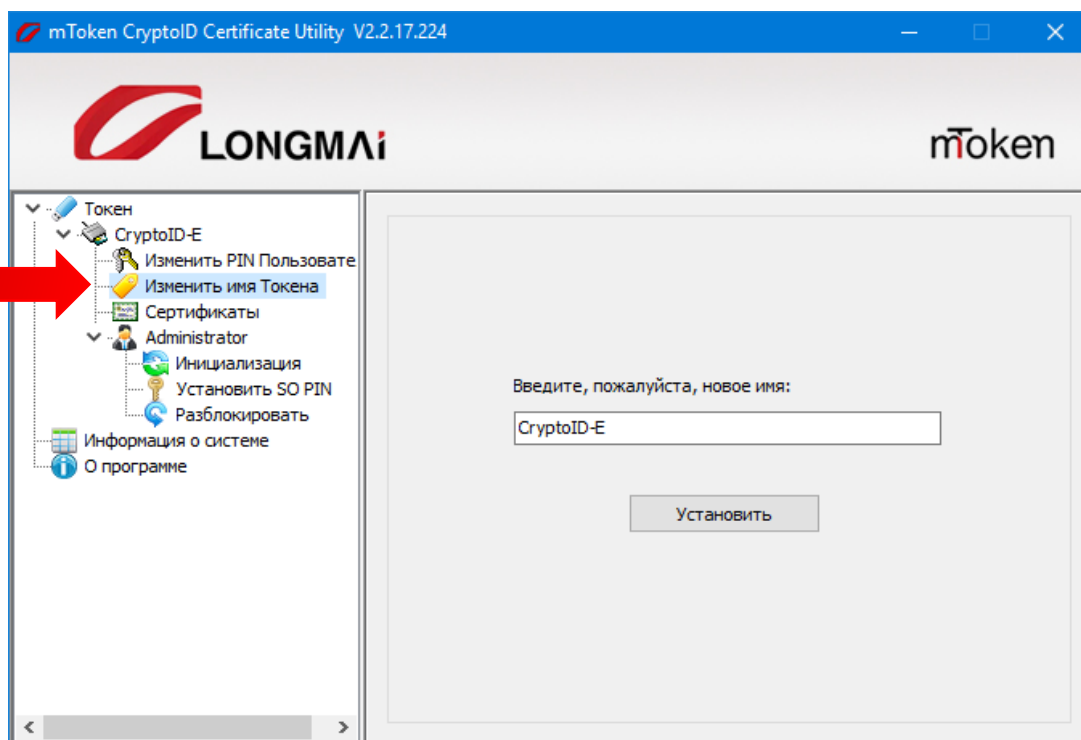 mToken CryptoID Certificate Utility V2.2.17.224
LONGMAi
mToken
Токен
CryptoID-E
Изменить PIN Пользовате
Изменить имя Токена
Сертификаты
Administrator
Инициализация
Установить SO PIN
Разблокировать
Информация о системе
О программе
Введите, пожалуйста, новое имя:
CryptoID-E
Установить